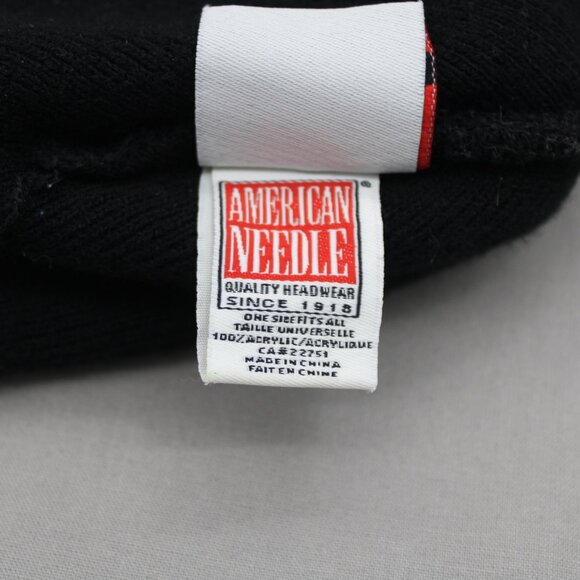 AMERICAN
NEEDLE
®
QUALITY HEADWEAR
SINCE 1918
ONE SIZE FITS ALL
TAILLE UNIVERSELLE
100% ACRYLIC/ACRYLIQUE
CA#22751
MADE IN CHINA
FAIT EN CHINE